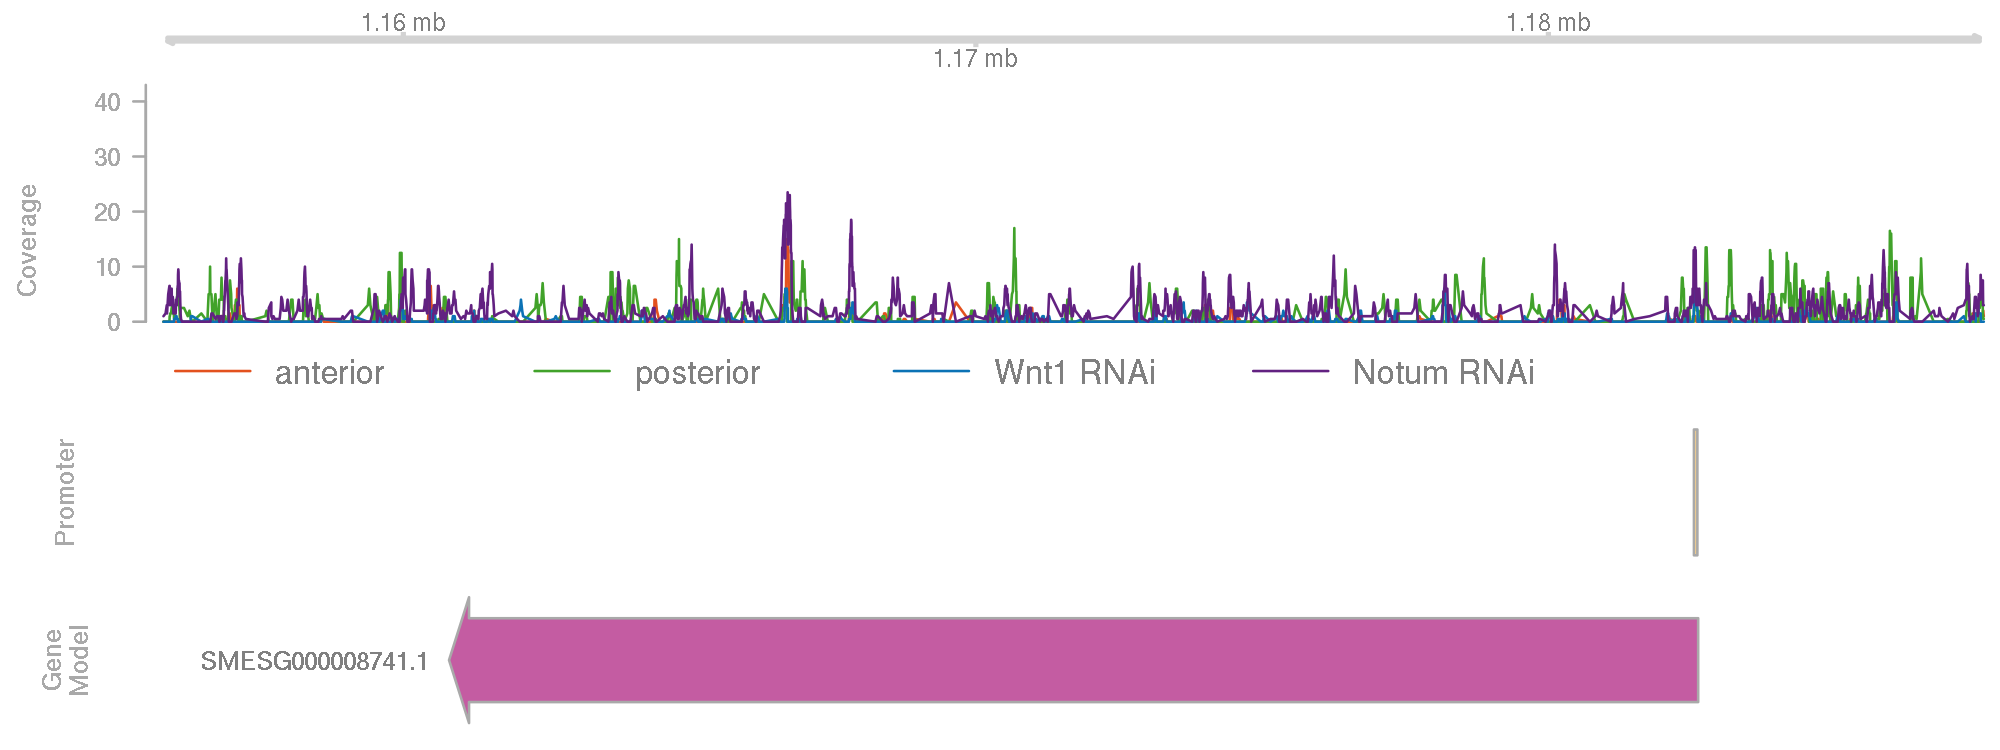 1.16 mb
1.18 mb
1.17 mb
Coverage
40
30
20
10
0
anterior posterior Wnt1 RNAi Notum RNAi
Promoter
Gene
Model
SMESG000008741.1